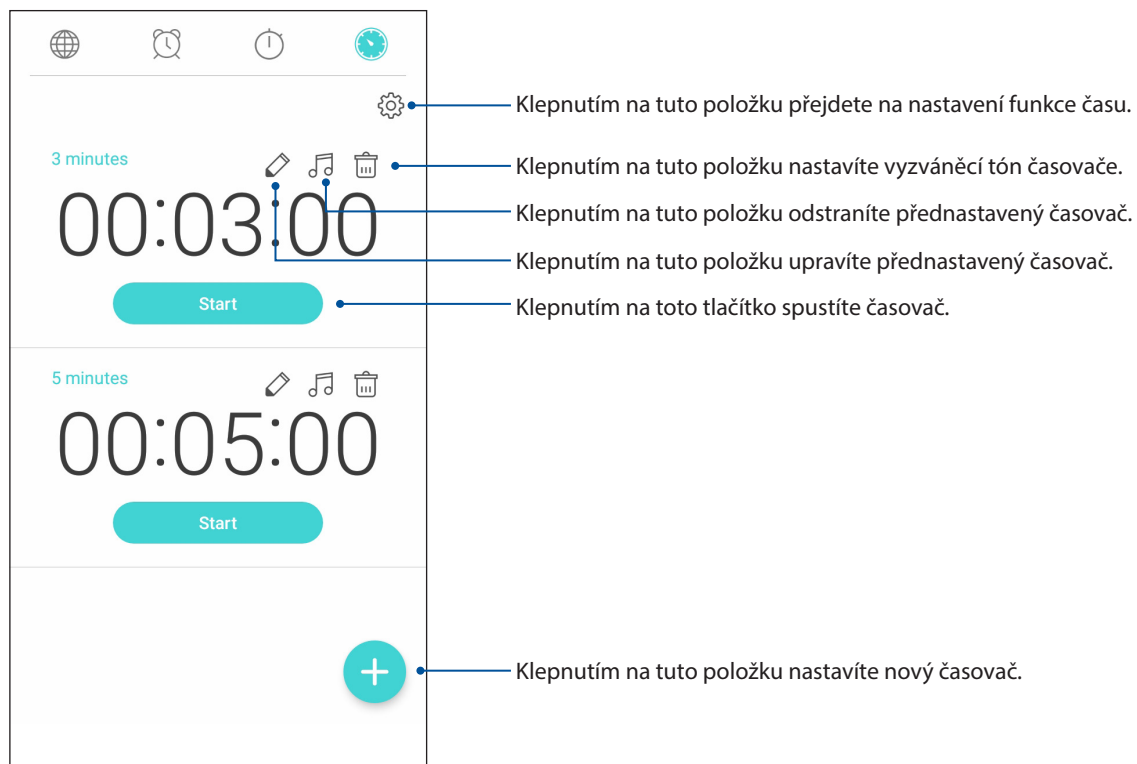 Klepnutím na tuto položku přejdete na nastavení funkce času.
3 minutes
Klepnutím na tuto položku nastavíte vyzváněcí tón časovače.
00:03:00
Klepnutím na tuto položku odstraníte přednastavený časovač.
Klepnutím na tuto položku upravíte přednastavený časovač.
Start
Klepnutím na toto tlačítko spustíte časovač.
5 minutes
00:05:00
Start
Klepnutím na tuto položku nastavíte nový časovač.